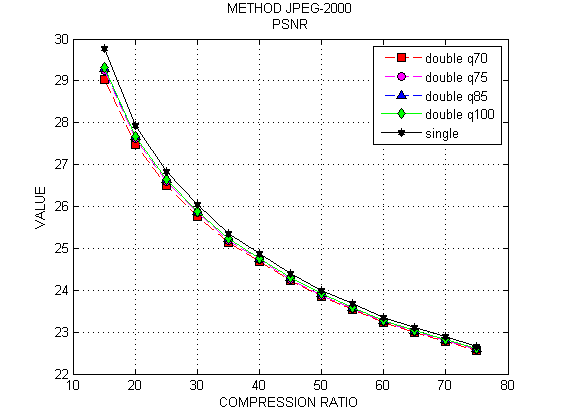 METHOD JPEG-2000
PSNR
30
29
28
27
26
25
24
23
22
VALUE
double q70
double q75
double q85
double q100
single
10 20 30 40 50 60 70 80
COMPRESSION RATIO